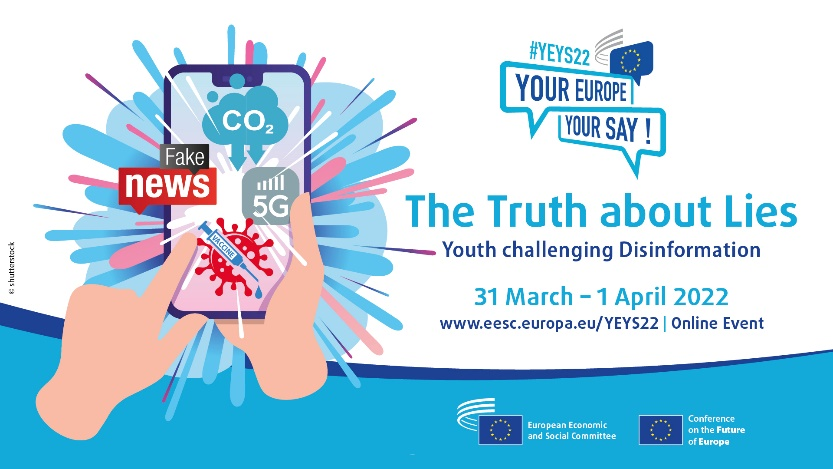 #YEYS22
YOUR EUROPE
YOUR SAY !
CO2
Fake
news
5G
VACCINE
The Truth about Lies
Youth challenging Disinformation
31 March – 1 April 2022
www.eesc.europa.eu/YEYS22 | Online Event
© shutterstock
European Economic
and Social Committee
Conference
on the Future
of Europe